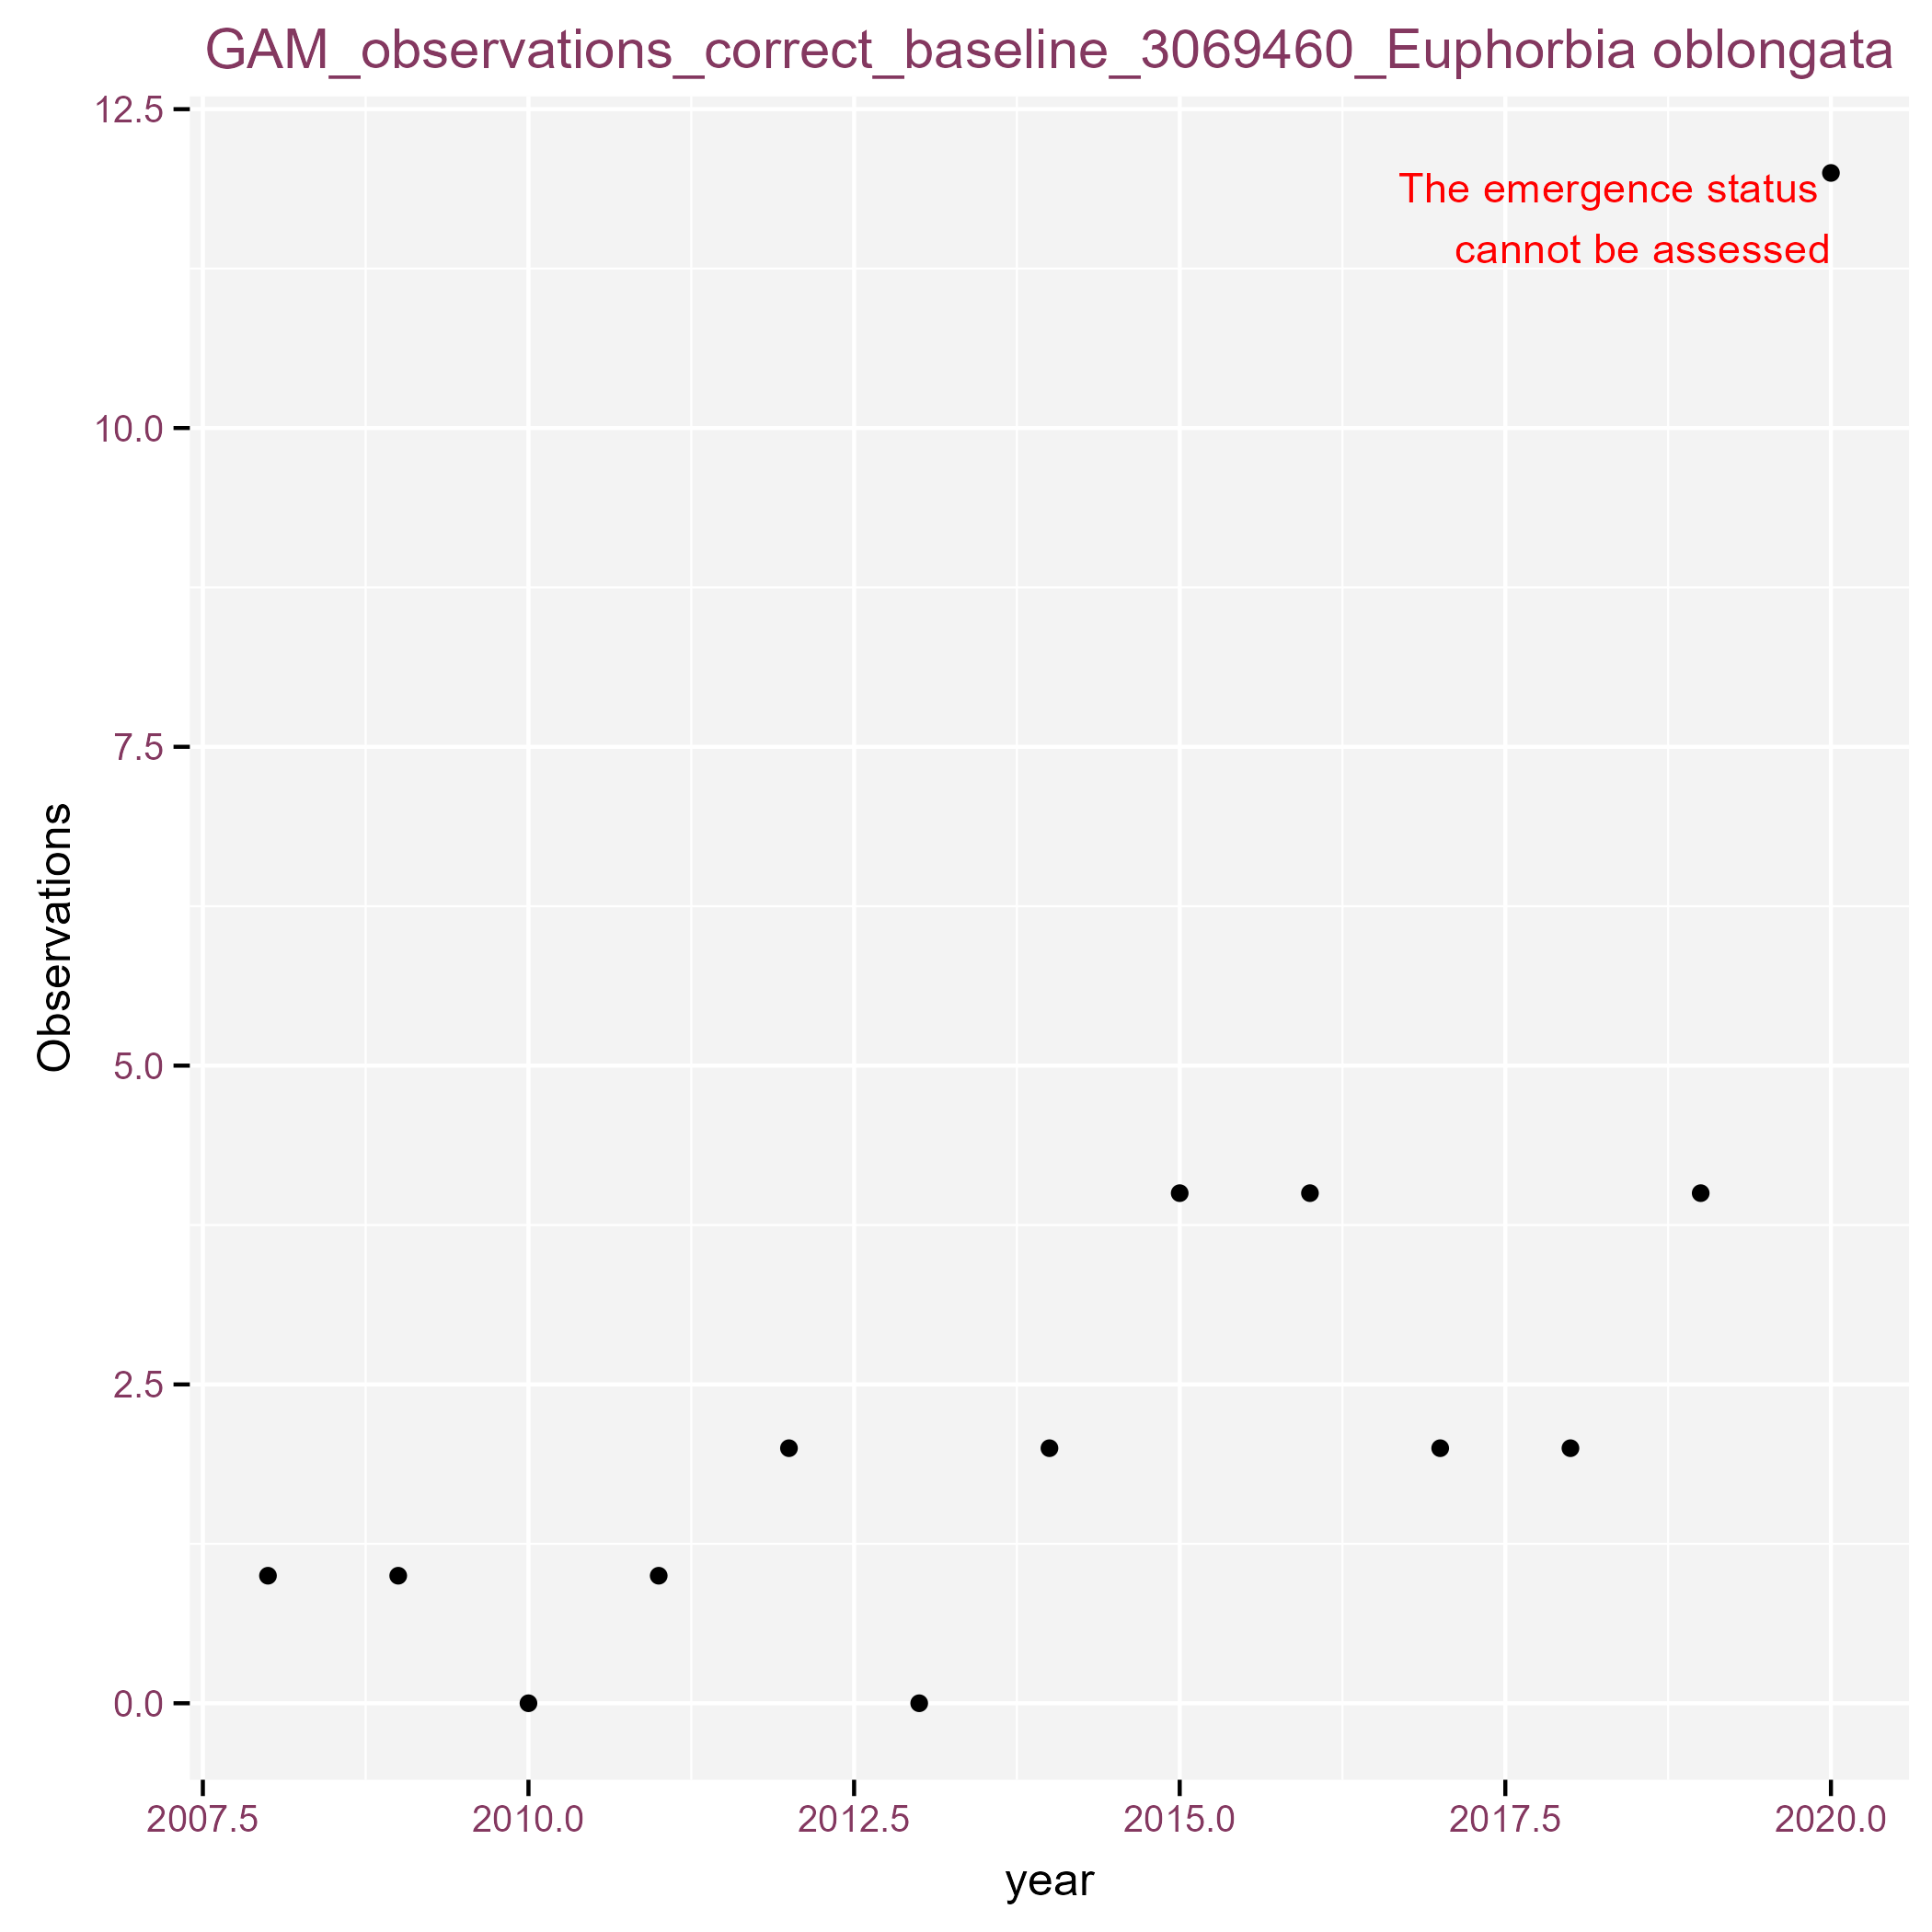 GAM_observations_correct_baseline_3069460_Euphorbia oblongata
12.5
The emergence status
cannot be assessed
10.0
7.5
Observations
5.0
2.5
0.0
2007.5 2010.0 2012.5 2015.0 2017.5 2020.0
year